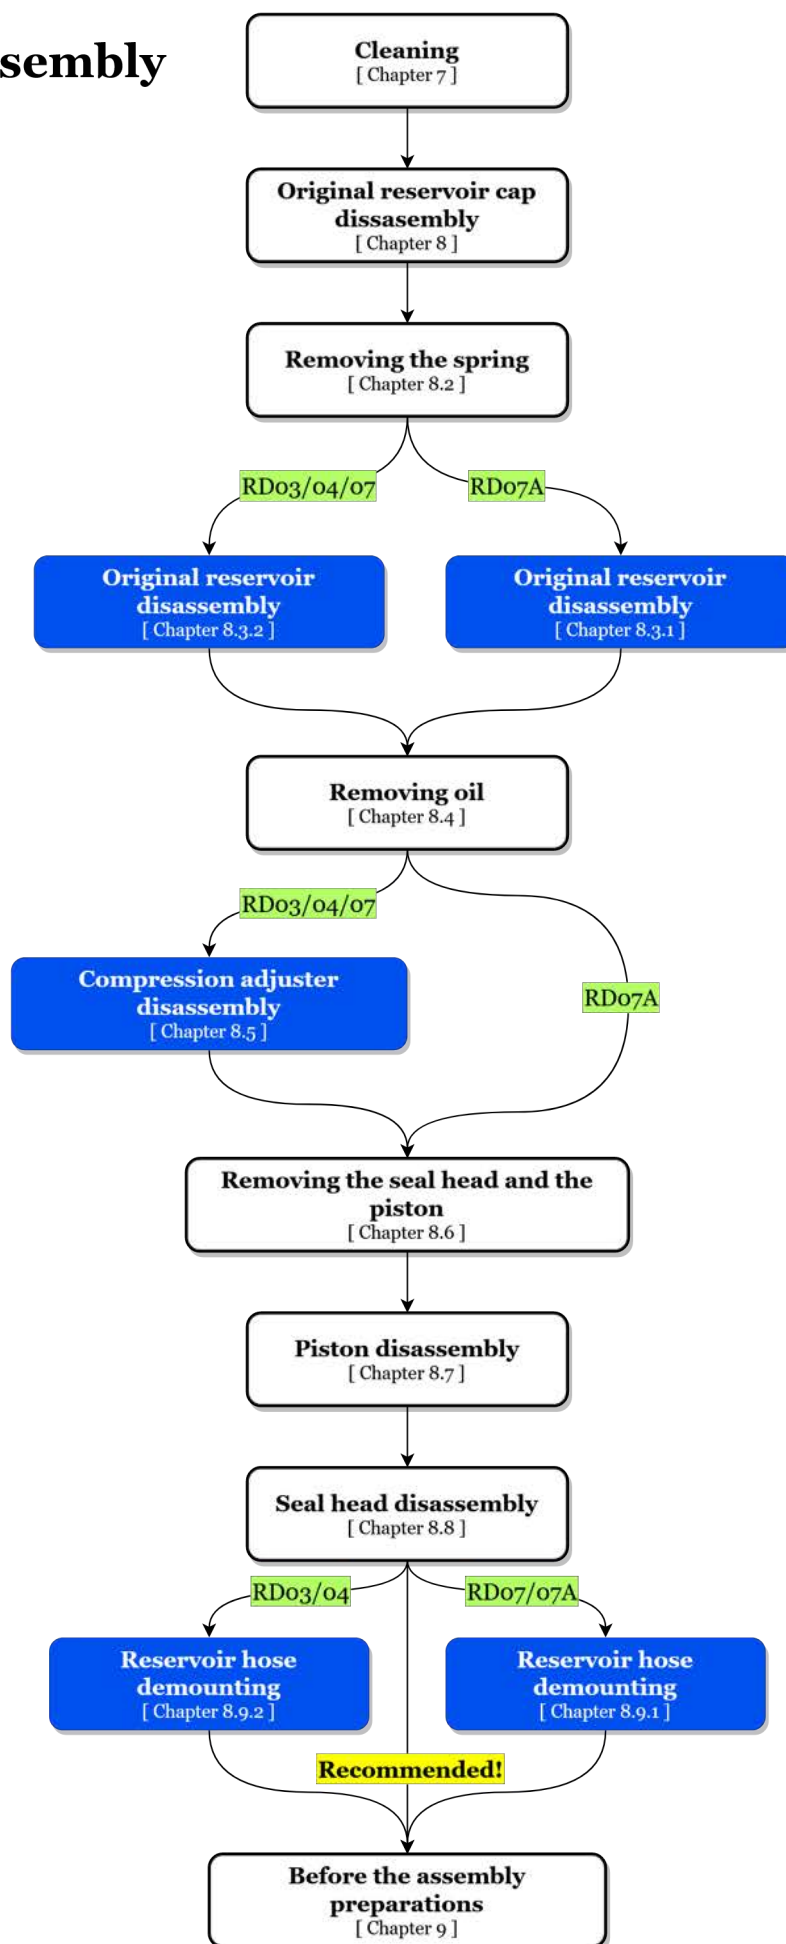 sembly
Cleaning
[ Chapter 7 ]
Original reservoir cap
dissasembly
[ Chapter 8 ]
Removing the spring
[ Chapter 8.2 ]
RD03/04/07
RD07A
Original reservoir
disassembly
[ Chapter 8.3.2 ]
Original reservoir
disassembly
[ Chapter 8.3.1 ]
Removing oil
[ Chapter 8.4 ]
RD03/04/07
Compression adjuster
disassembly
[ Chapter 8.5 ]
RD07A
Removing the seal head and the
piston
[ Chapter 8.6 ]
Piston disassembly
[ Chapter 8.7 ]
Seal head disassembly
[ Chapter 8.8 ]
RD03/04
RD07/07A
Reservoir hose
demounting
[ Chapter 8.9.2 ]
Reservoir hose
demounting
[ Chapter 8.9.1 ]
Recommended!
Before the assembly
preparations
[ Chapter 9 ]